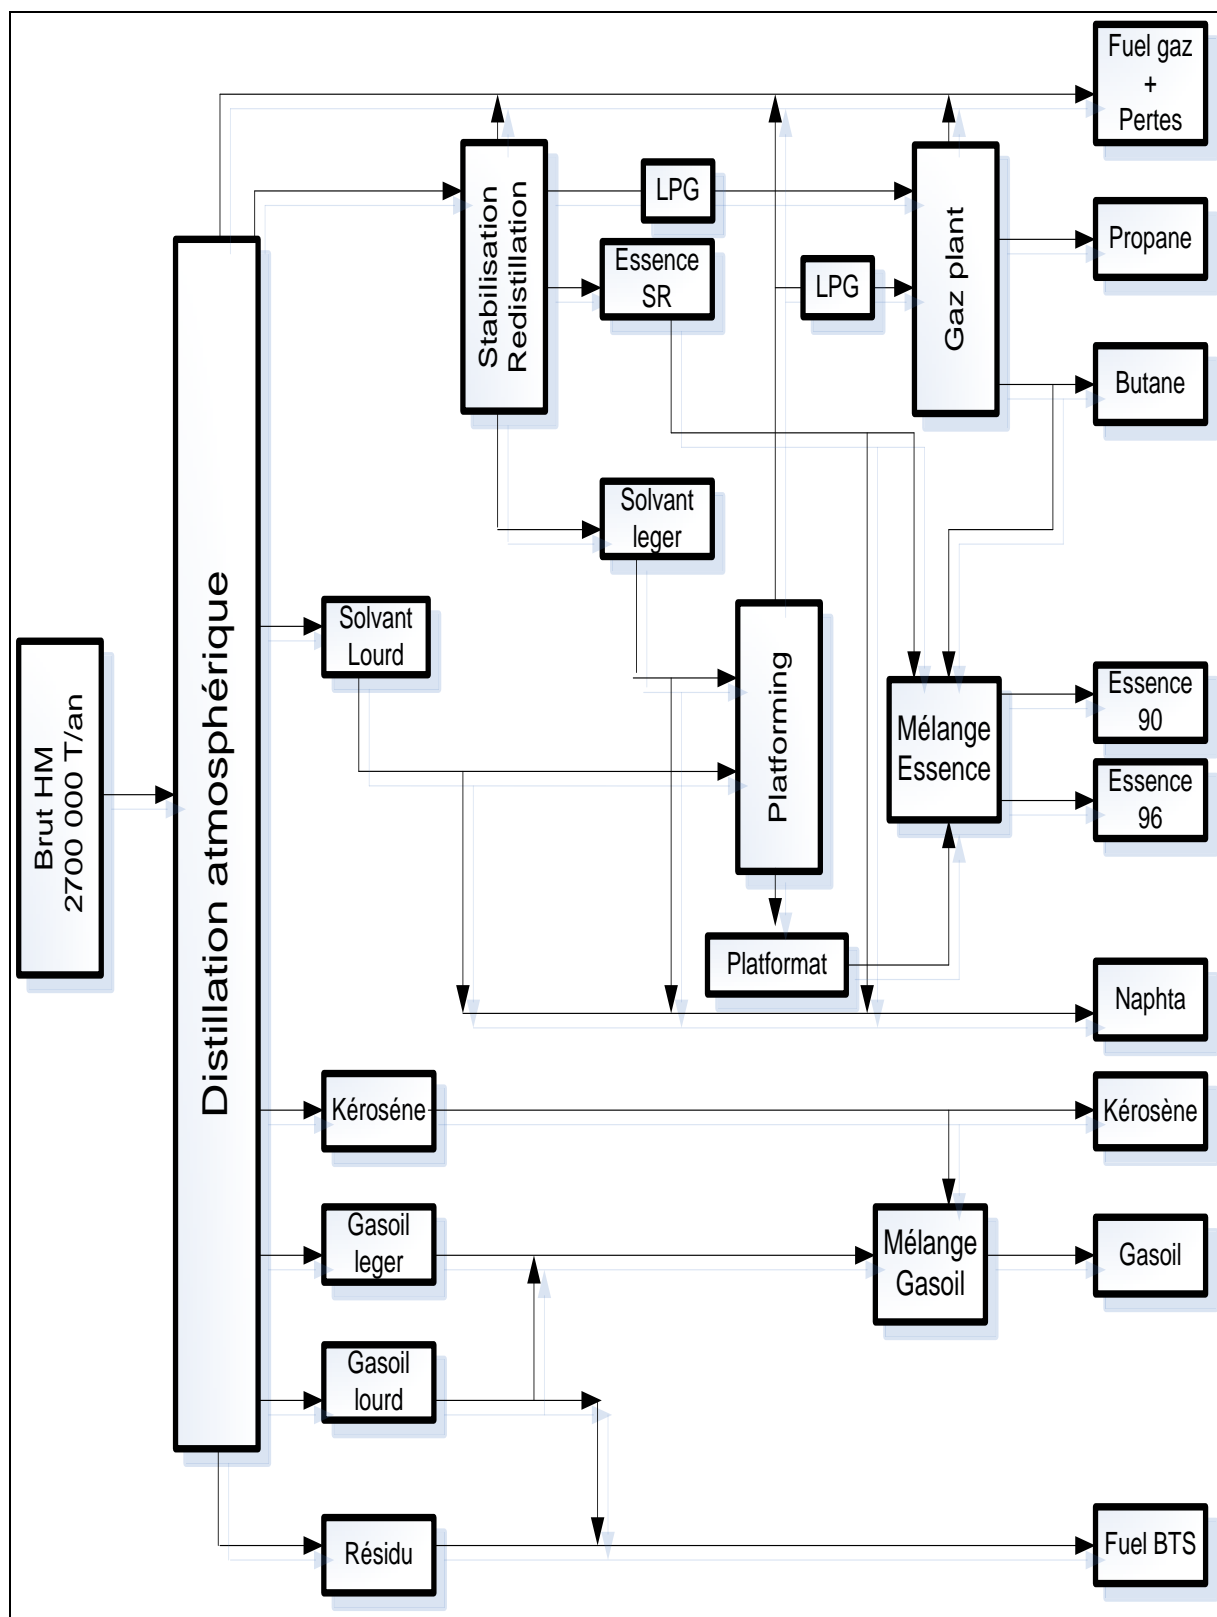 Fuel gaz
+
Pertes
LPG
Stabilisation
Redistillation
Gaz plant
Propane
Essence
SR
LPG
Butane
Solvant
leger
Distillation atmosphérique
Solvant
Lourd
Brut HM
2700 000 T/an
Platforming
Mélange
Essence
Essence
90
Essence
96
Platformat
Naphta
Kéroséne
Kérosène
Gasoil
leger
Mélange
Gasoil
Gasoil
Gasoil
lourd
Résidu
Fuel BTS